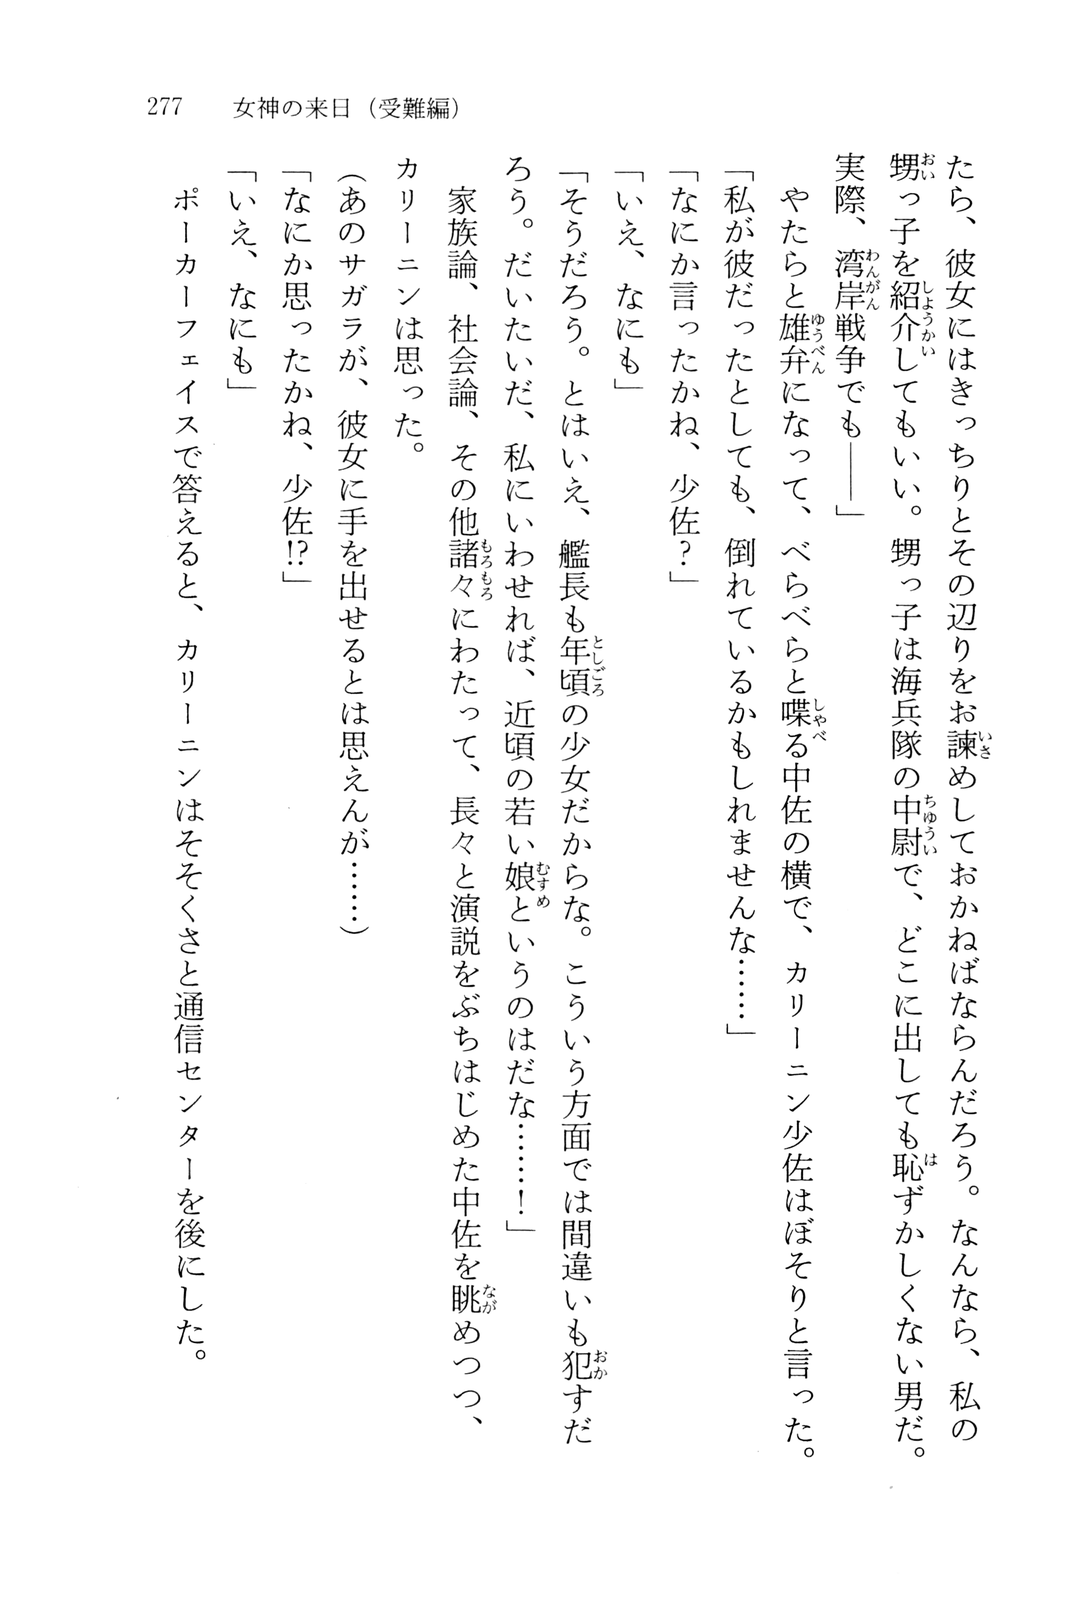 277　女神の来日（受難編）
たら、彼女にはきっちりとその辺りをお諫めしておかねばならんだろう。なんなら、私の
甥っ子を紹介してもいい。甥っ子は海兵隊の中尉で、どこに出しても恥ずかしくない男だ。
実際、湾岸戦争でも――」
　やたらと雄弁になって、べらべらと喋る中佐の横で、カリーニン少佐はぼそりと言った。
「私が彼だったとしても、倒れているかもしれませんな……」
「なにか言ったかね、少佐？」
「いえ、なにも」
「そうだろう。とはいえ、艦長も年頃の少女だからな。こういう方面では間違いも犯すだ
ろう。だいたいだ、私にいわせれば、近頃の若い娘というのはだな……！」
　家族論、社会論、その他諸々にわたって、長々と演説をぶちはじめた中佐を眺めつつ、
カリーニンは思った。
（あのサガラが、彼女に手を出せるとは思えんが……）
「なにか思ったかね、少佐!?」
「いえ、なにも」
　ポーカーフェイスで答えると、カリーニンはそそくさと通信センターを後にした。